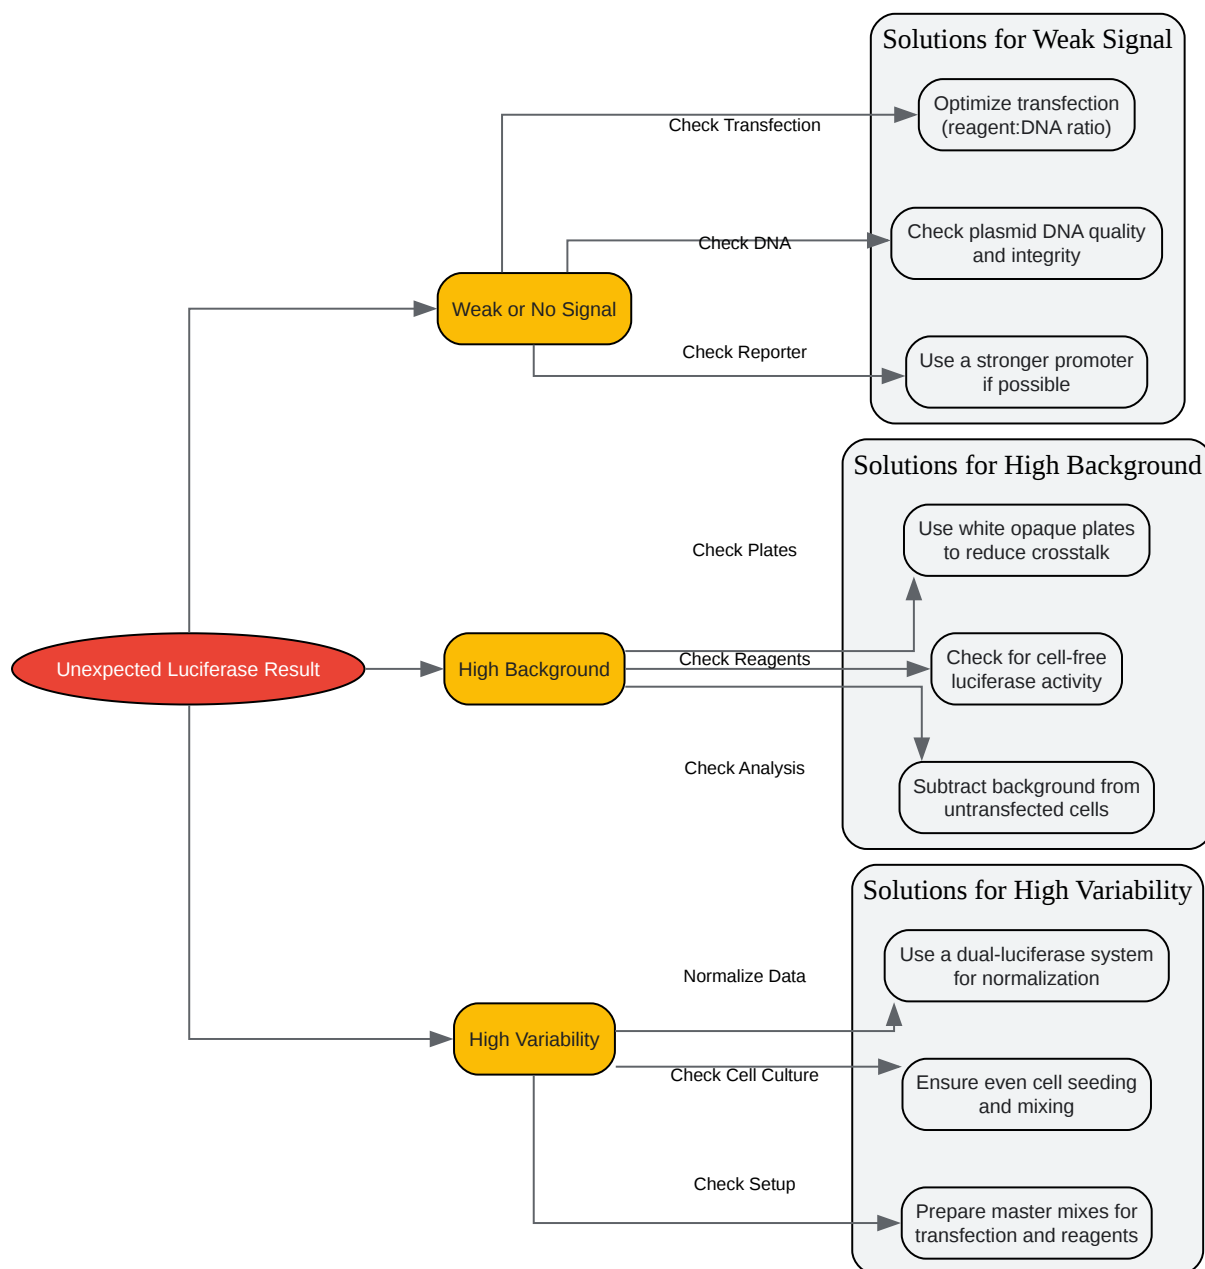 Solutions for Weak Signal
Optimize transfection
(reagent:DNA ratio)
Check Transfection
Check plasmid DNA quality
and integrity
Check DNA
Weak or No Signal
Check Reporter
Use a stronger promoter
if possible
Solutions for High Background
Use white opaque plates
to reduce crosstalk
Check Plates
Unexpected Luciferase Result
High Background
Check Reagents
Check for cell-free
luciferase activity
Check Analysis
Subtract background from
untransfected cells
Solutions for High Variability
Use a dual-luciferase system
for normalization
Normalize Data
High Variability
Check Cell Culture
Ensure even cell seeding
and mixing
Check Setup
Prepare master mixes for
transfection and reagents